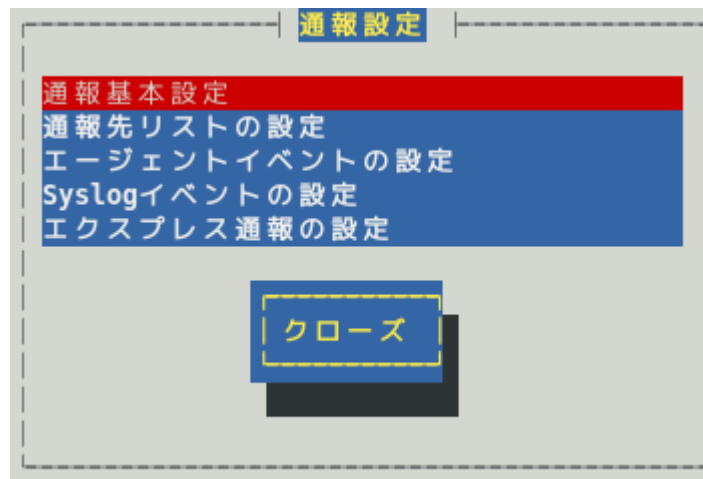 通報設定
通報基本設定
通報先リストの設定
エージェントイベントの設定
Syslogイベントの設定
エクスプレス通報の設定
クローズ